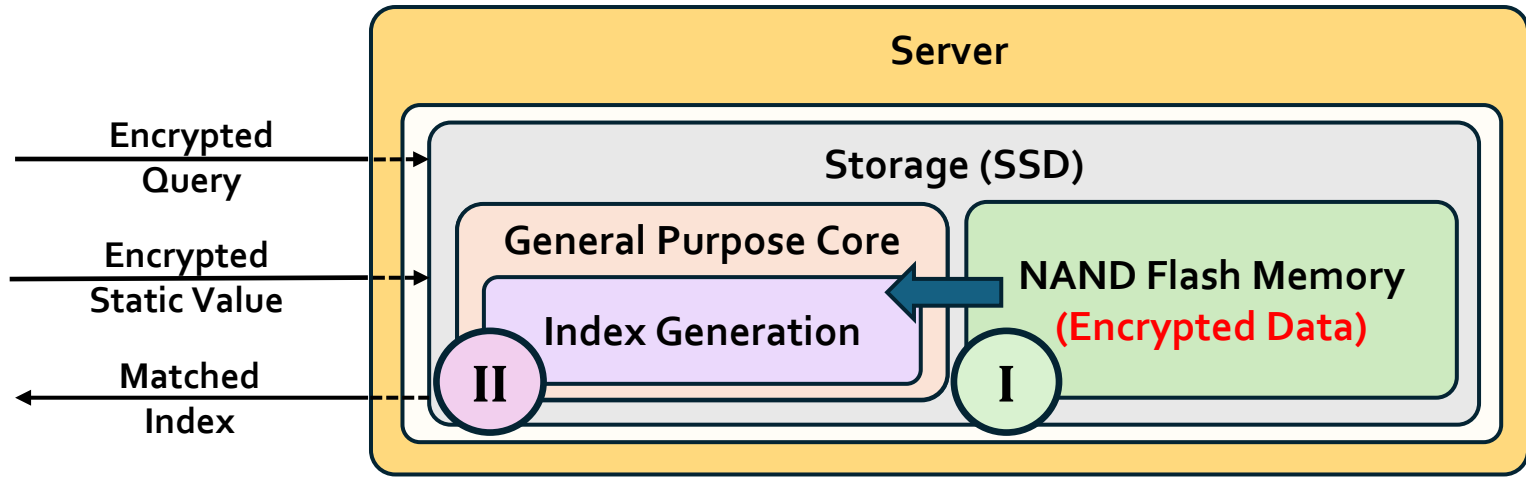 Server
Encrypted
Query
Storage (SSD)
General Purpose Core
Encrypted
Static Value
NAND Flash Memory
(Encrypted Data)
Index Generation
Matched
Index
II
I